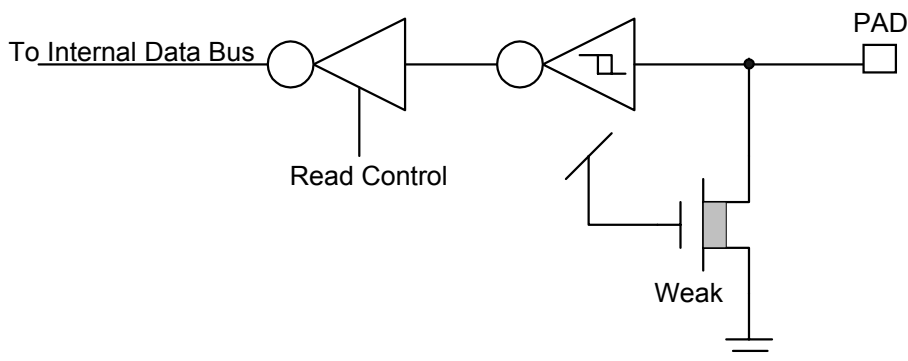 PAD
To Internal Data Bus
Read Control
Weak